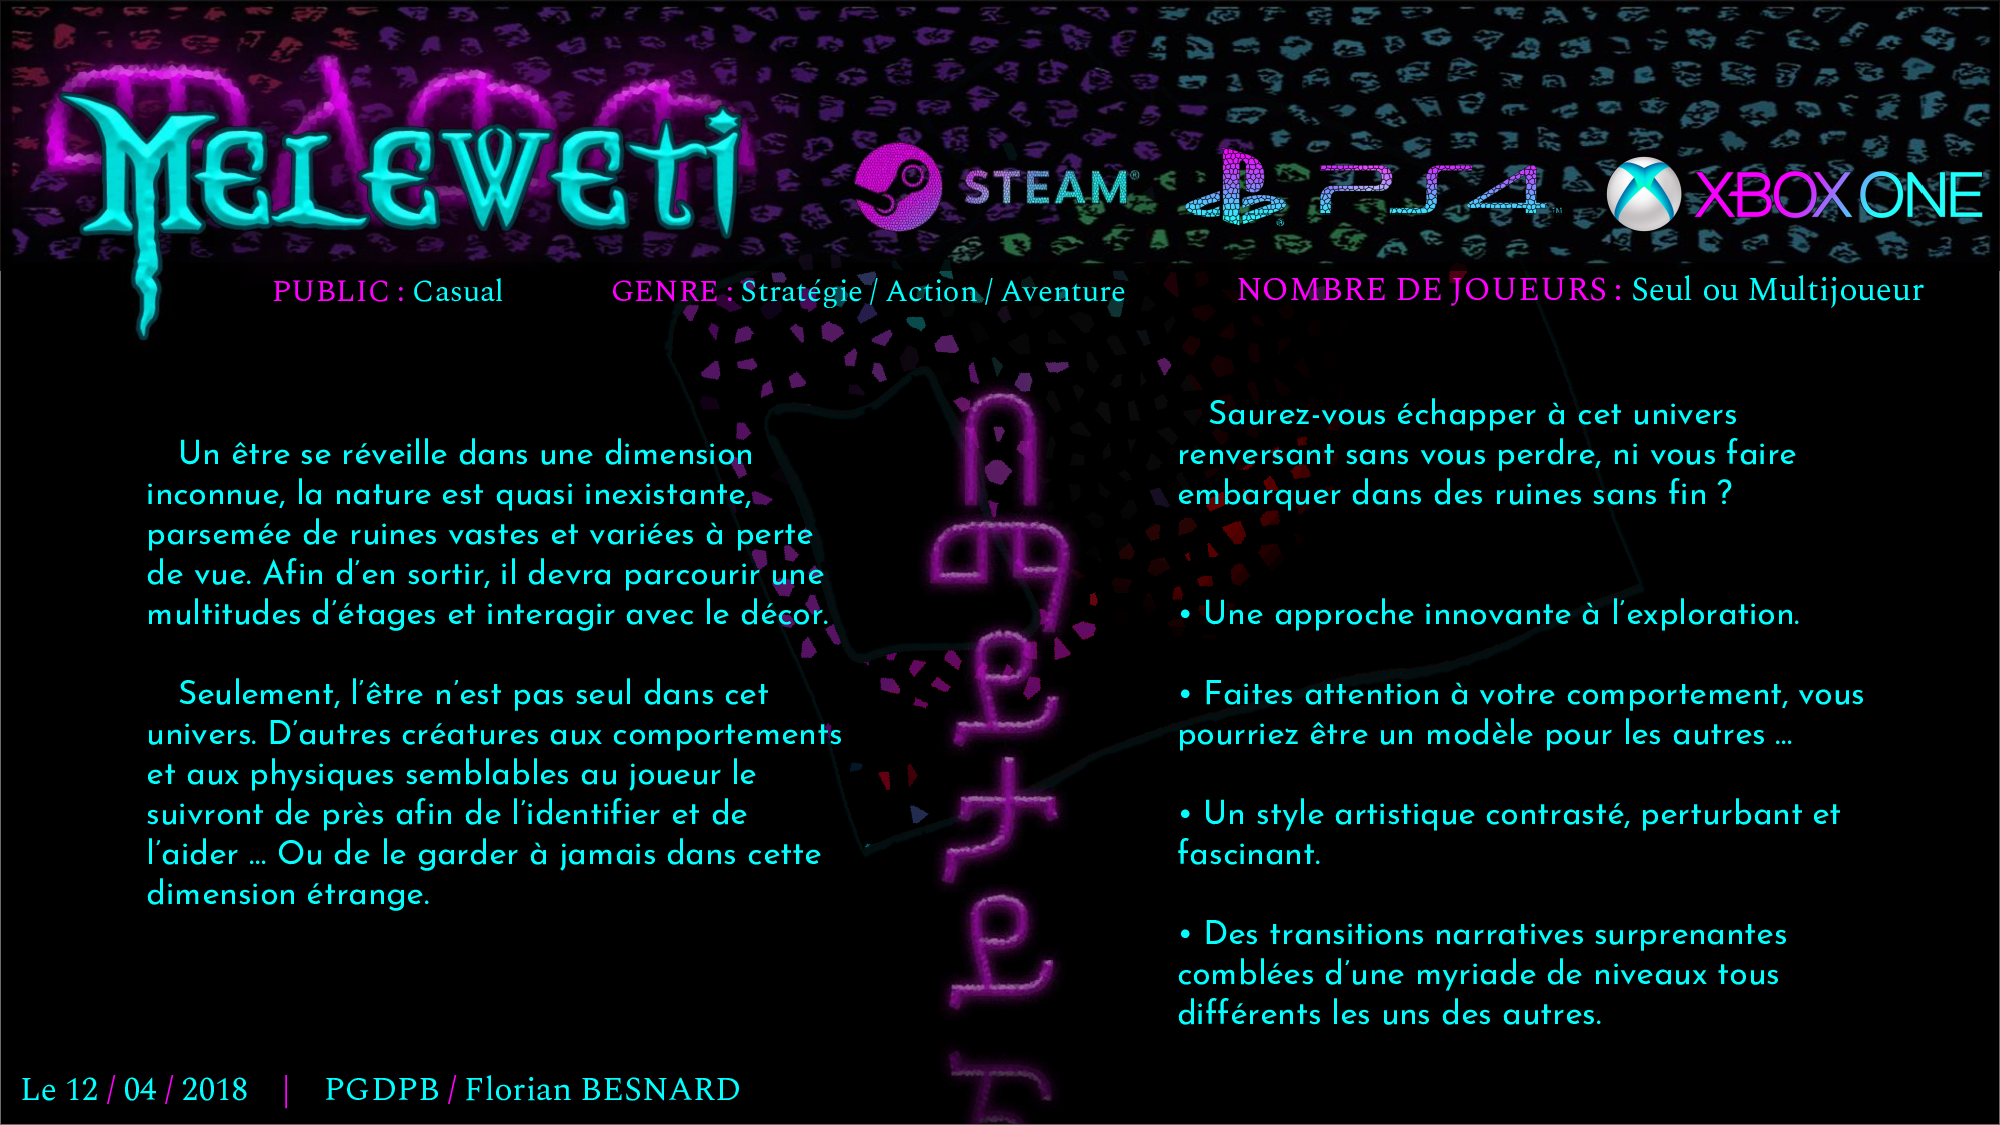 MELEWETI
STEAM®
PS4™
XBOX ONE
PUBLIC : Casual
GENRE : Stratégie / Action / Aventure
NOMBRE DE JOUEURS : Seul ou Multijoueur
Un être se réveille dans une dimension
inconnue, la nature est quasi inexistante,
parsemée de ruines vastes et variées à perte
de vue. Afin d'en sortir, il devra parcourir une
multitudes d'étages et interagir avec le décor.
Seulement, l'être n'est pas seul dans cet
univers. D'autres créatures aux comportements
et aux physiques semblables au joueur le
suivront de près afin de l'identifier et de
l'aider ... Ou de le garder à jamais dans cette
dimension étrange.
Saurez-vous échapper à cet univers
renversant sans vous perdre, ni vous faire
embarquer dans des ruines sans fin ?
• Une approche innovante à l'exploration.
• Faites attention à votre comportement, vous
pourriez être un modèle pour les autres ...
• Un style artistique contrasté, perturbant et
fascinant.
• Des transitions narratives surprenantes
comblées d'une myriade de niveaux tous
différents les uns des autres.
Le 12 / 04 / 2018 | PGDPB / Florian BESNARD